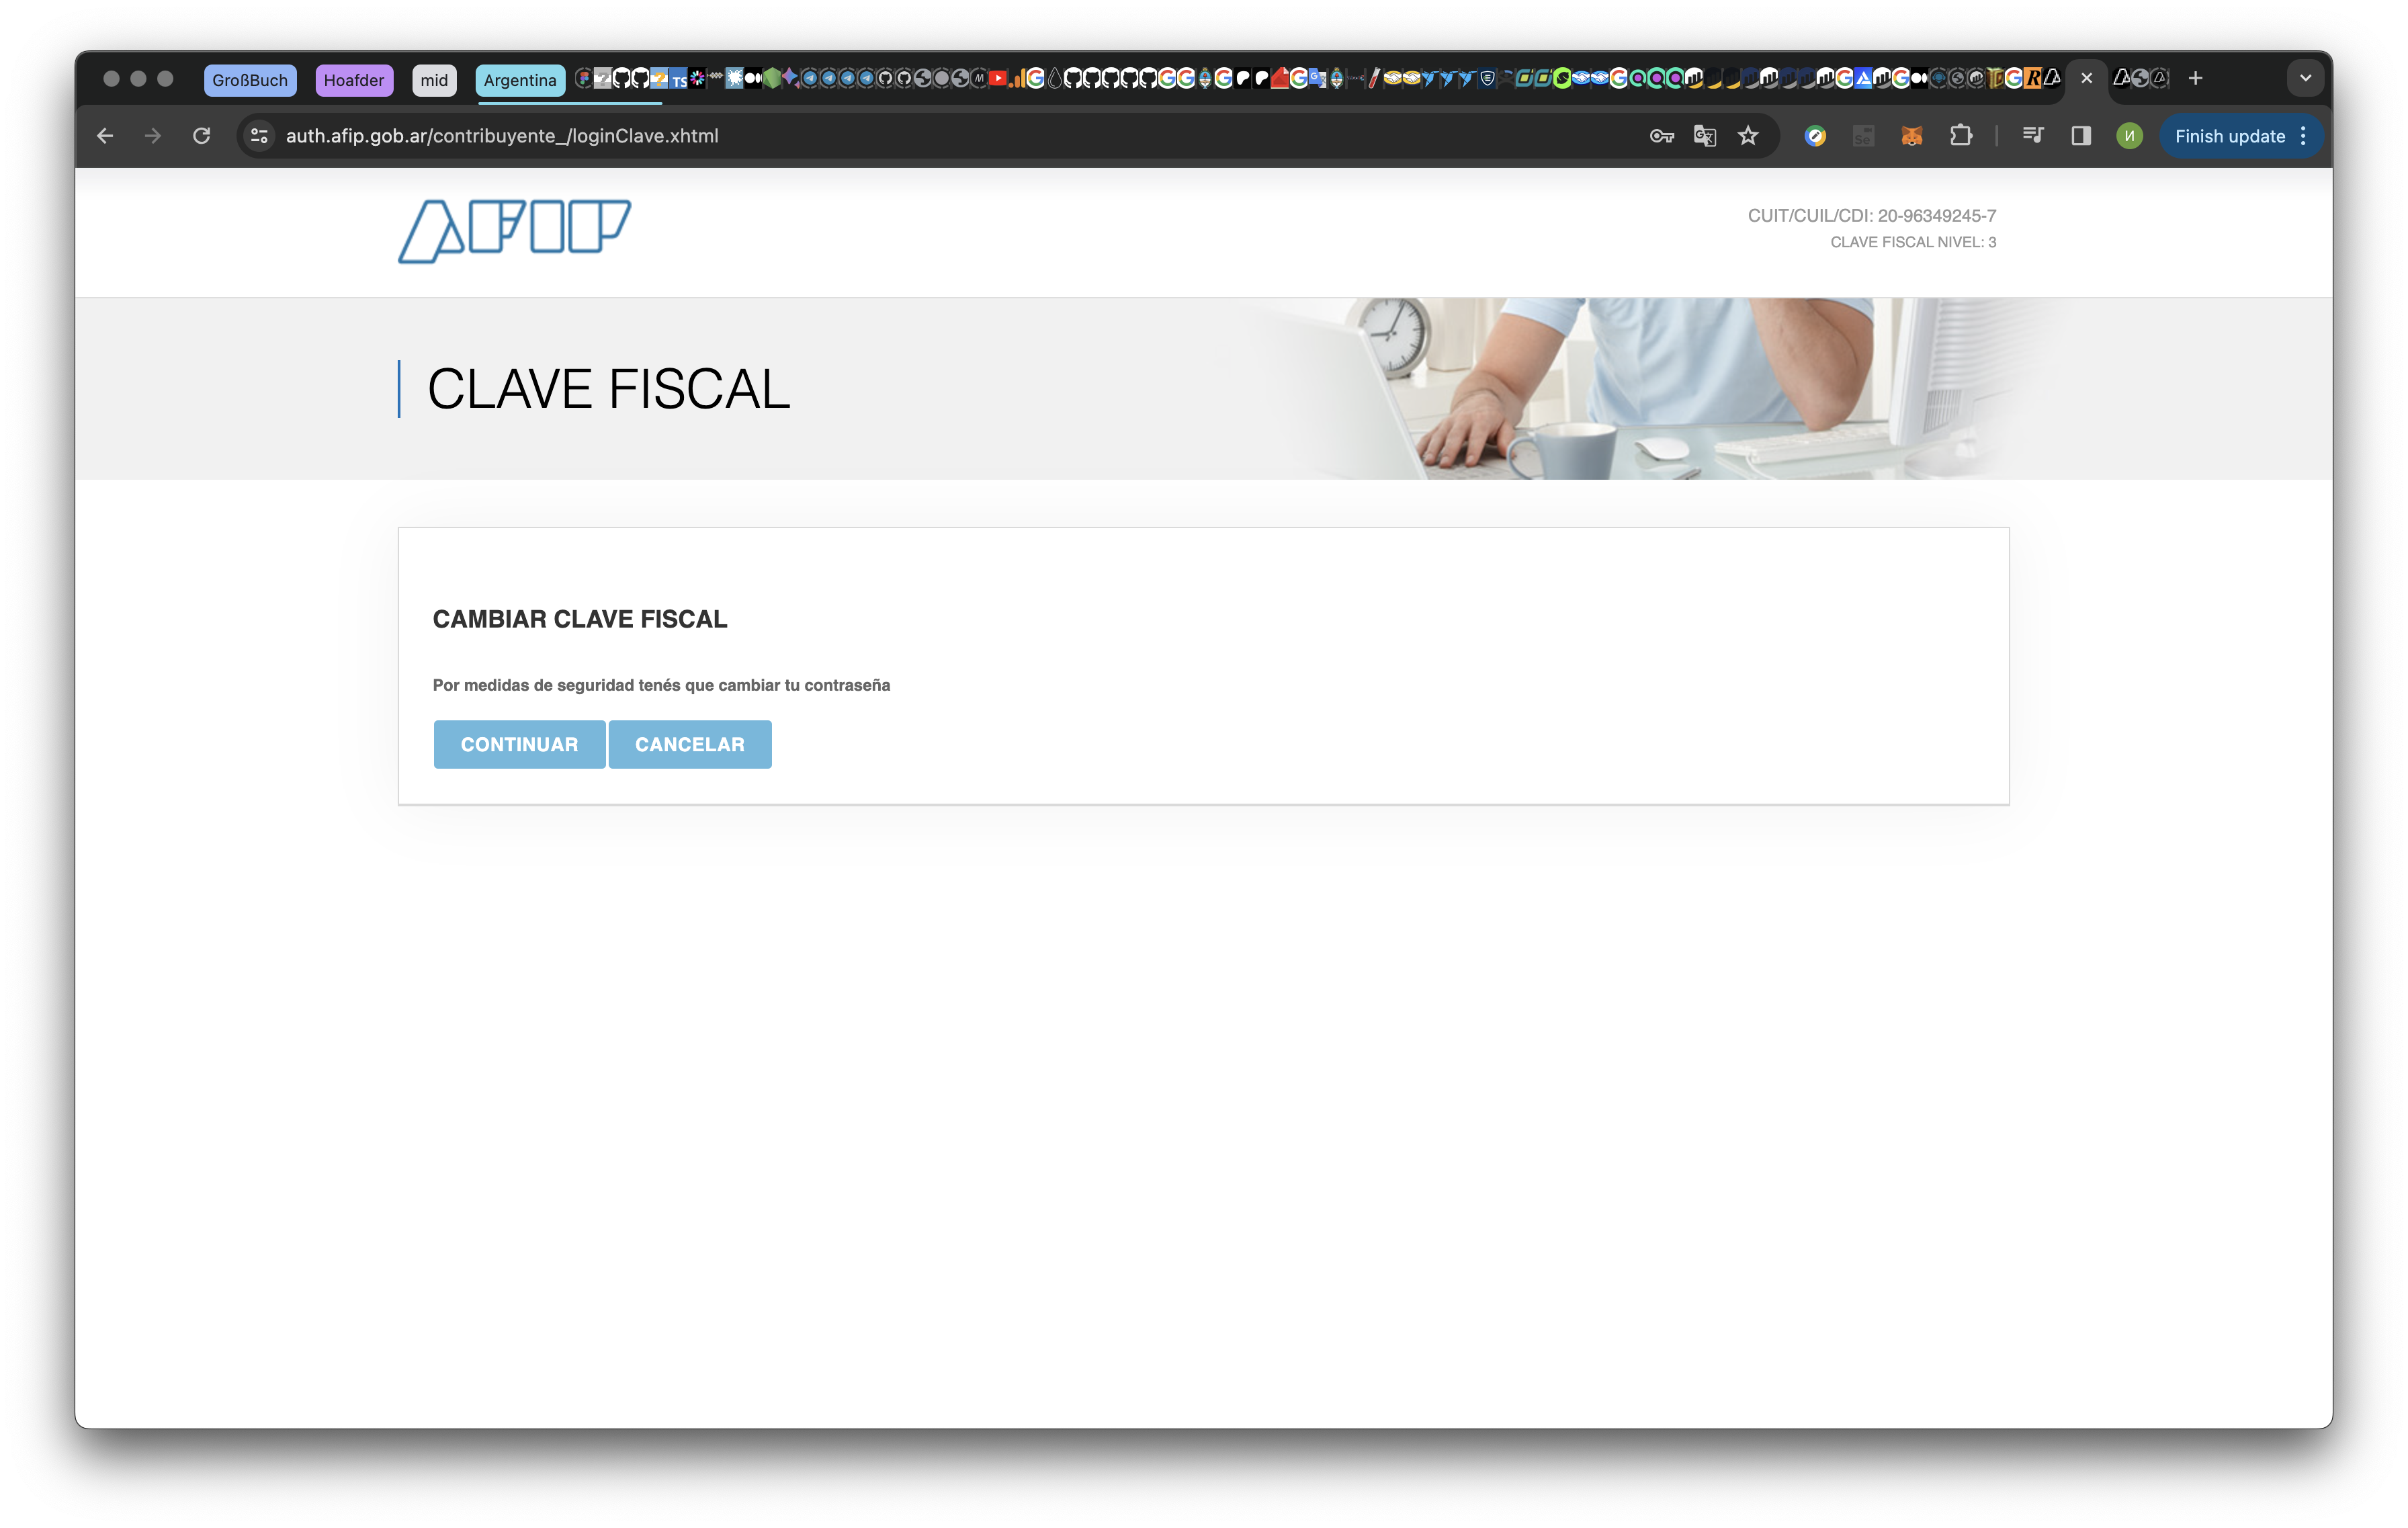 GroßBuch
Hoafder
mid
Argentina
auth.afip.gob.ar/contribuyente_/loginClave.xhtml
Finish update
AFIP
CUIT/CUIL/CDI: 20-96349245-7
CLAVE FISCAL NIVEL: 3
CLAVE FISCAL
CAMBIAR CLAVE FISCAL
Por medidas de seguridad tenés que cambiar tu contraseña
CONTINUAR
CANCELAR